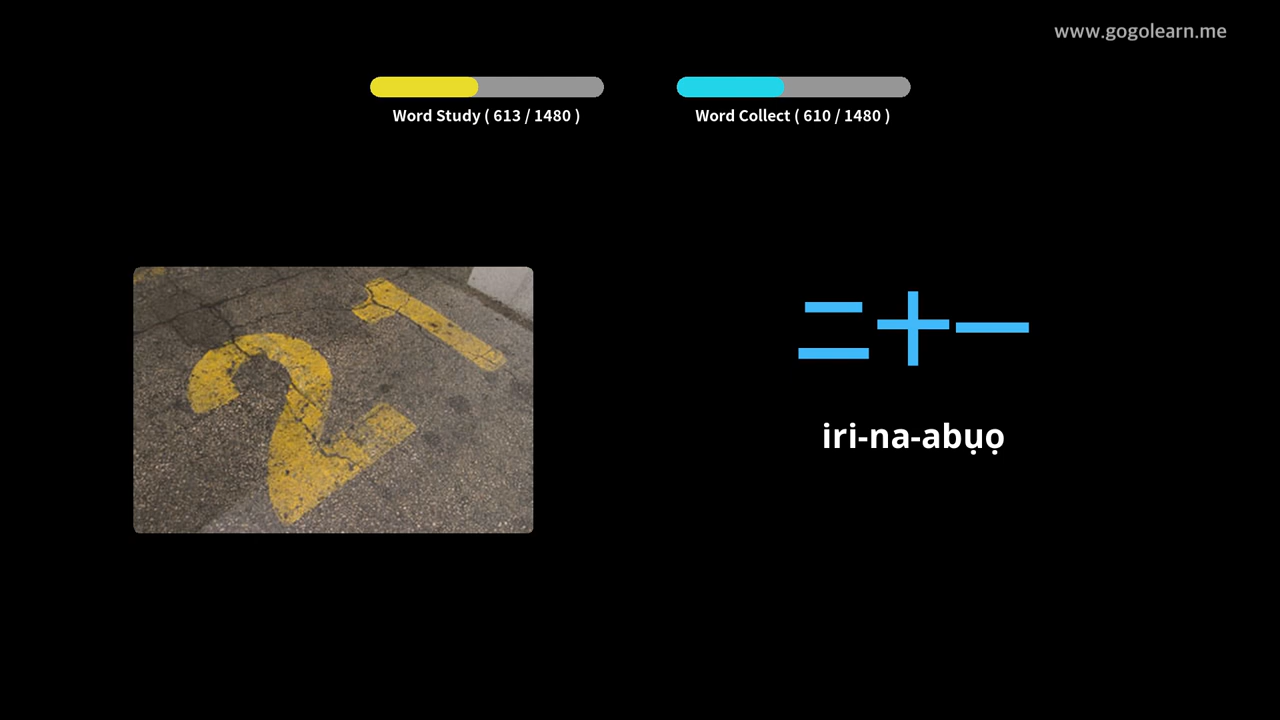 www.gogolearn.me
Word Study ( 613 / 1480 )
Word Collect ( 610 / 1480 )
21
二十一
iri-na-abụọ